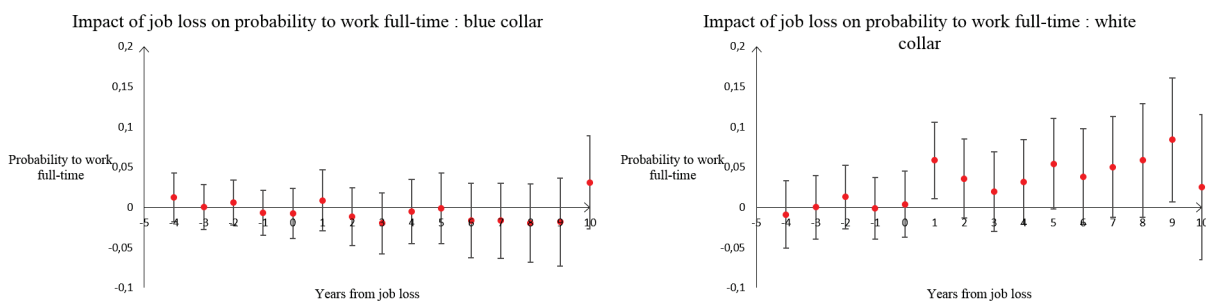 Impact of job loss on probability to work full-time : blue collar
0,2
0,15
0,1
Probability to work
full-time
0,05
0
-0,05
-0,1
-5 -4 -3 -2 -1 0 1 2 3 4 5 6 7 8 9 10
Years from job loss
Impact of job loss on probability to work full-time : white
collar
0,2
0,15
0,1
Probability to work
full-time
0,05
0
-0,05
-0,1
-5 -4 -3 -2 -1 0 1 2 3 4 5 6 7 8 9 10
Years from job loss